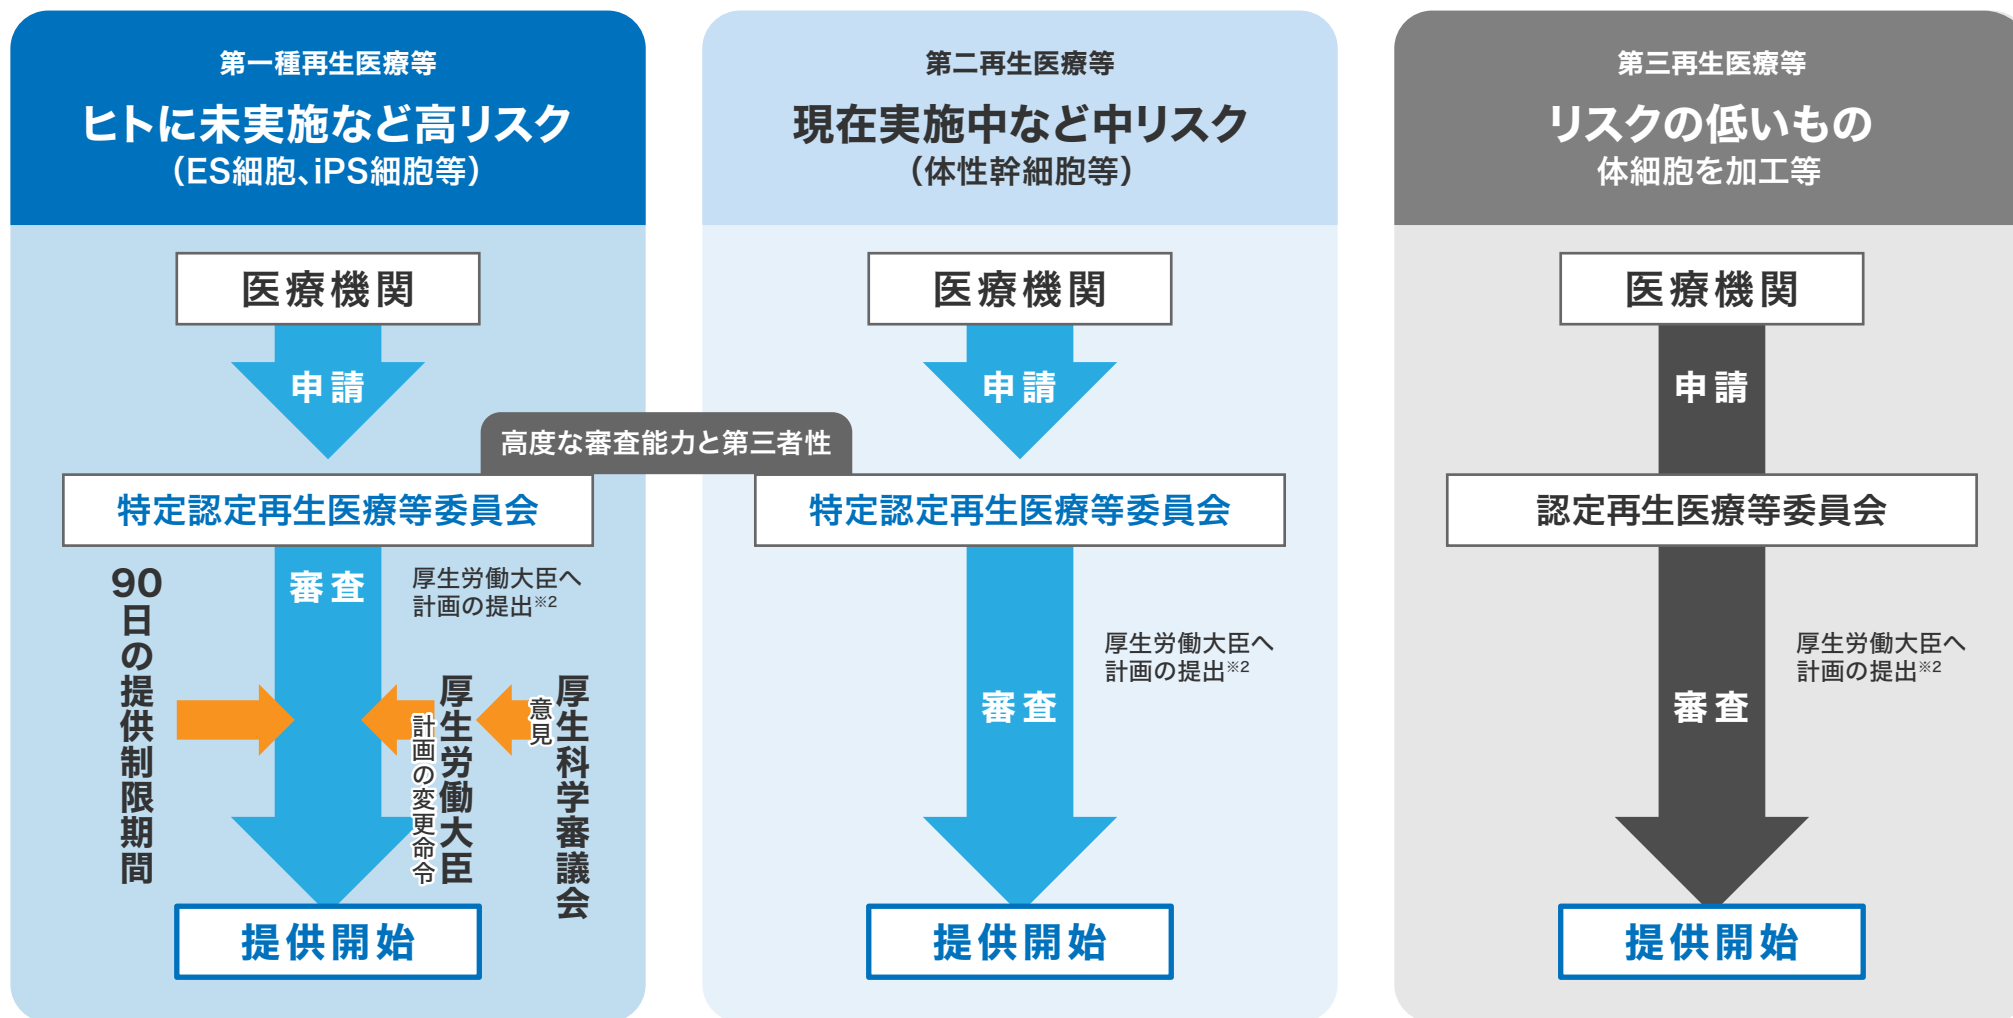 第一種再生医療等
ヒトに未実施など高リスク
（ES細胞、iPS細胞等）
医療機関
申請
高度な審査能力と第三者性
特定認定再生医療等委員会
審査
厚生労働大臣へ
計画の提出※2
90日の提供制限期間
計画の変更命令
厚生労働大臣
意見
厚生科学審議会
提供開始
第二再生医療等
現在実施中など中リスク
（体性幹細胞等）
医療機関
申請
特定認定再生医療等委員会
厚生労働大臣へ
計画の提出※2
審査
提供開始
第三再生医療等
リスクの低いもの
体細胞を加工等
医療機関
申請
認定再生医療等委員会
厚生労働大臣へ
計画の提出※2
審査
提供開始